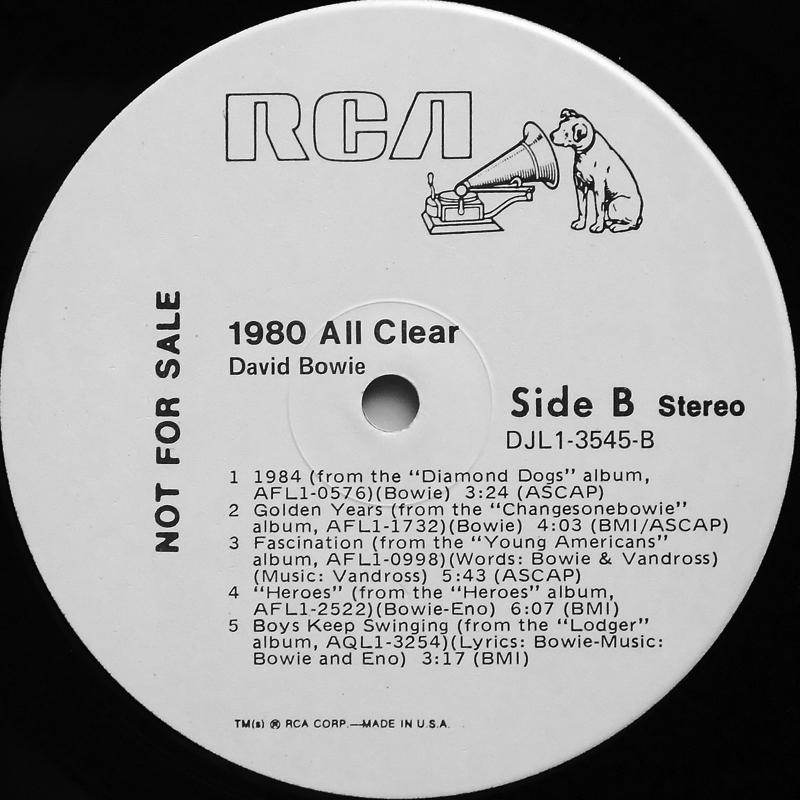 RCA
NOT FOR SALE
1980 All Clear
David Bowie
Side B Stereo
DJL1-3545-B
1 1984 (from the “Diamond Dogs” album,
AFL1-0576)(Bowie) 3:24 (ASCAP)
2 Golden Years (from the “Changesonebowie”
album, AFL1-1732)(Bowie) 4:03 (BMI/ASCAP)
3 Fascination (from the “Young Americans”
album, AFL1-0998)(Words: Bowie & Vandross)
(Music: Vandross) 5:43 (ASCAP)
4 “Heroes” (from the “Heroes” album,
AFL1-2522)(Bowie-Eno) 6:07 (BMI)
5 Boys Keep Swinging (from the “Lodger”
album, AQL1-3254)(Lyrics: Bowie-Music:
Bowie and Eno) 3:17 (BMI)
TM(s) ® RCA CORP.—MADE IN U.S.A.